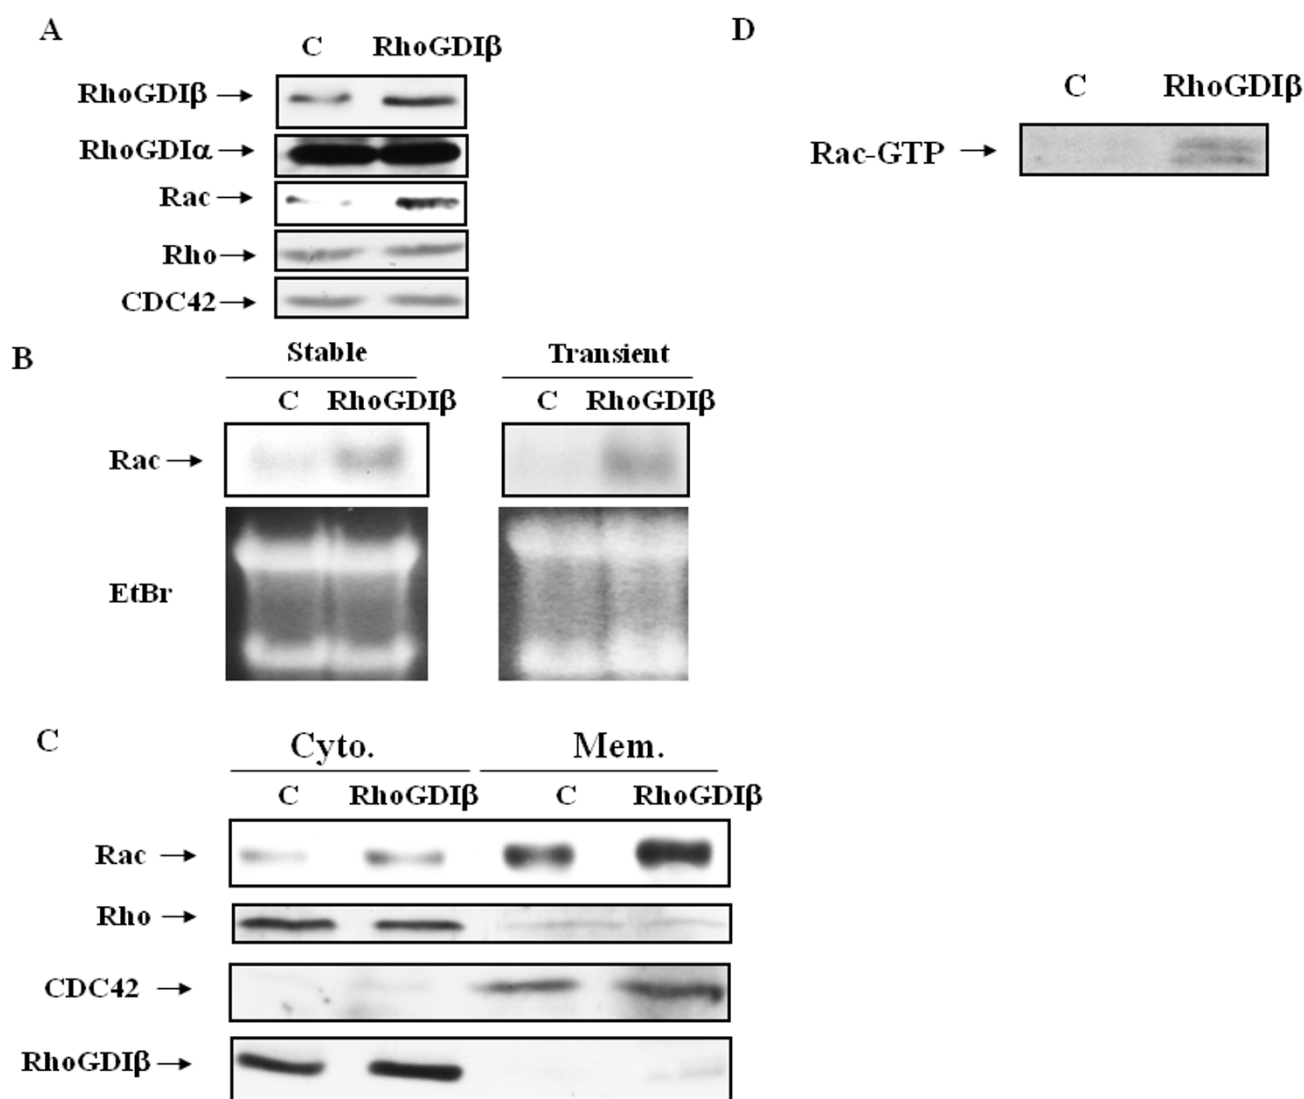 A
C RhoGDIβ
RhoGDIβ
RhoGDIα
Rac
Rho
CDC42
D
C RhoGDIβ
Rac-GTP
B
Stable Transient
C RhoGDIβ C RhoGDIβ
Rac
EtBr
C
Cyto. Mem.
C RhoGDIβ C RhoGDIβ
Rac
Rho
CDC42
RhoGDIβ